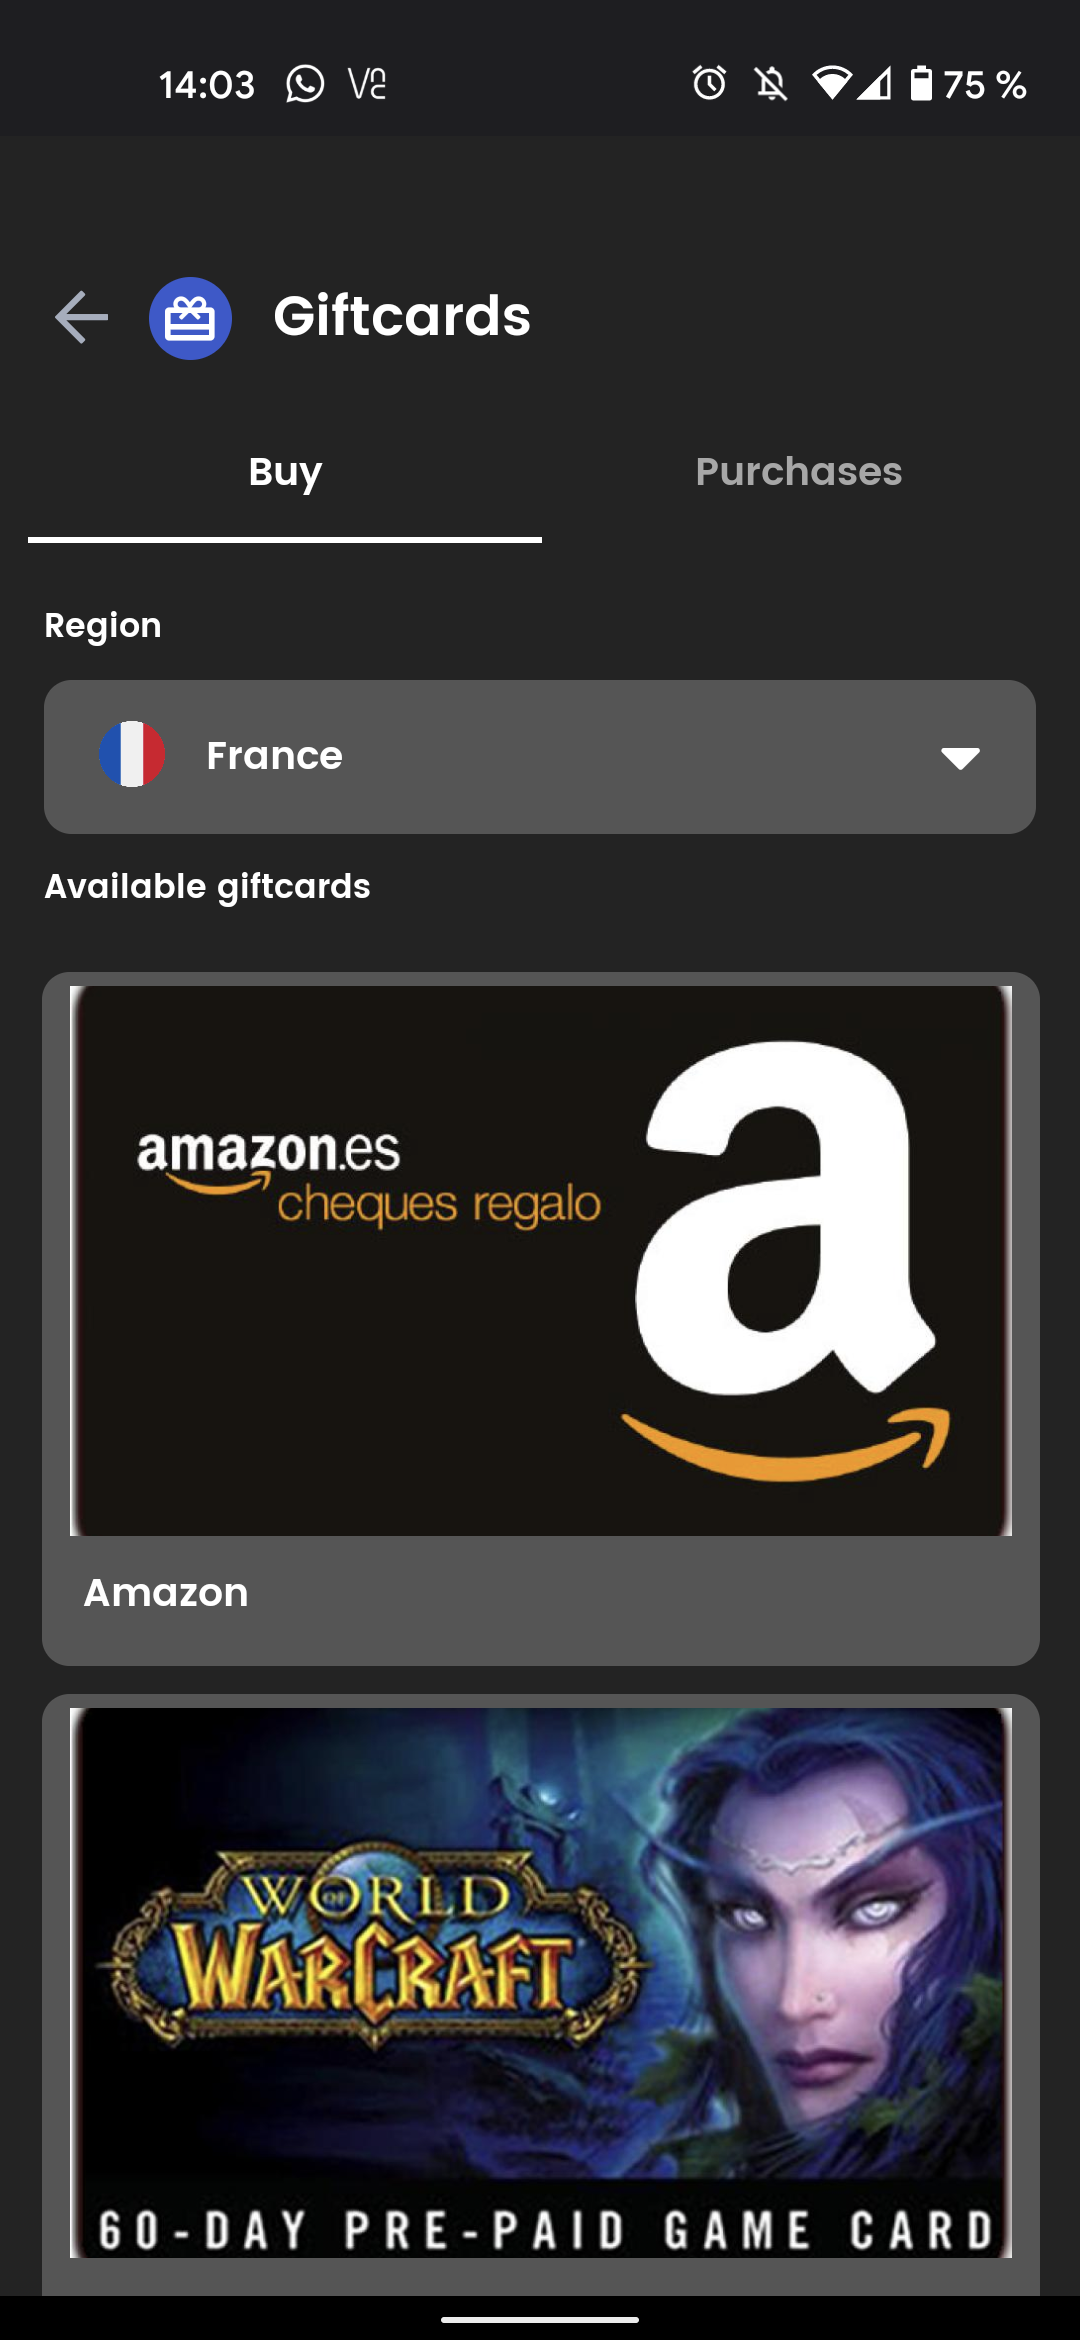 14:03
75 %
Giftcards
Buy
Purchases
Region
France
Available giftcards
amazon.es
cheques regalo
a
Amazon
WORLD
OF
WARCRAFT
60-DAY PRE-PAID GAME CARD